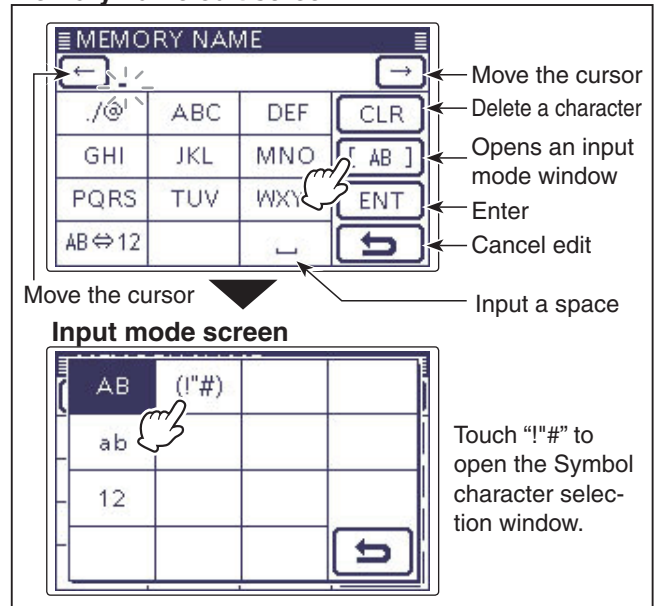 MEMORY NAME
← →
./@ ABC DEF CLR
GHI JKL MNO [ AB ]
PQRS TUV WXY ENT
AB⇔12 ⎵
Move the cursor
Delete a character
Opens an input
mode window
Enter
Cancel edit
Move the cursor
Input a space
Input mode screen
AB (!"#)
ab
12
Touch “!"#” to
open the Symbol
character selec-
tion window.